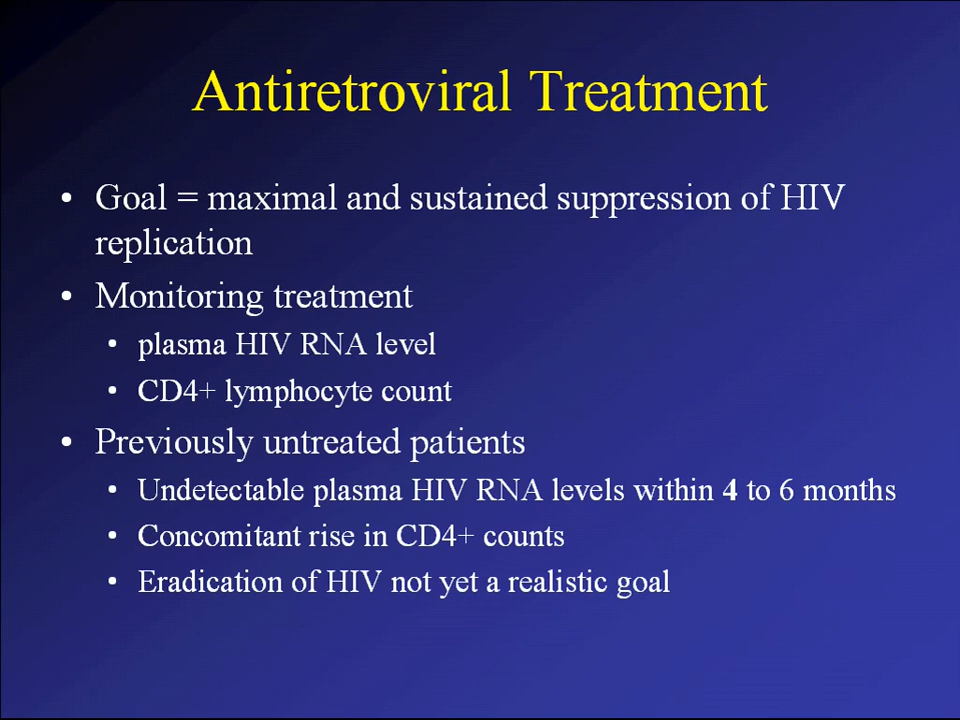 Antiretroviral Treatment
• Goal = maximal and sustained suppression of HIV
replication
• Monitoring treatment
• plasma HIV RNA level
• CD4+ lymphocyte count
• Previously untreated patients
• Undetectable plasma HIV RNA levels within 4 to 6 months
• Concomitant rise in CD4+ counts
• Eradication of HIV not yet a realistic goal